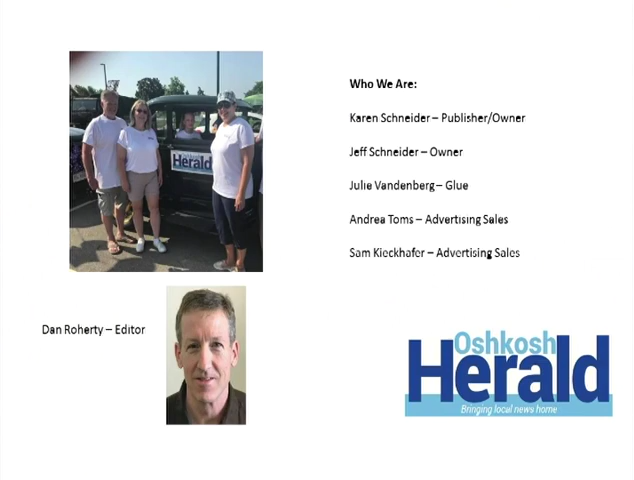 Who We Are:
Karen Schneider – Publisher/Owner
Jeff Schneider – Owner
Julie Vandenberg – Glue
Andrea Toms – Advertising Sales
Sam Kieckhafer – Advertising Sales
Herald
Dan Roherty – Editor
Oshkosh
Herald
Bringing local news home